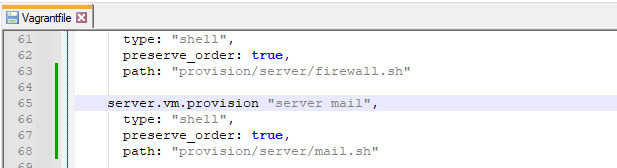 Vagrantfile
61 type: "shell",
62 preserve_order: true,
63 path: "provision/server/firewall.sh"
64
65 server.vm.provision "server mail",
66 type: "shell",
67 preserve_order: true,
68 path: "provision/server/mail.sh"
69